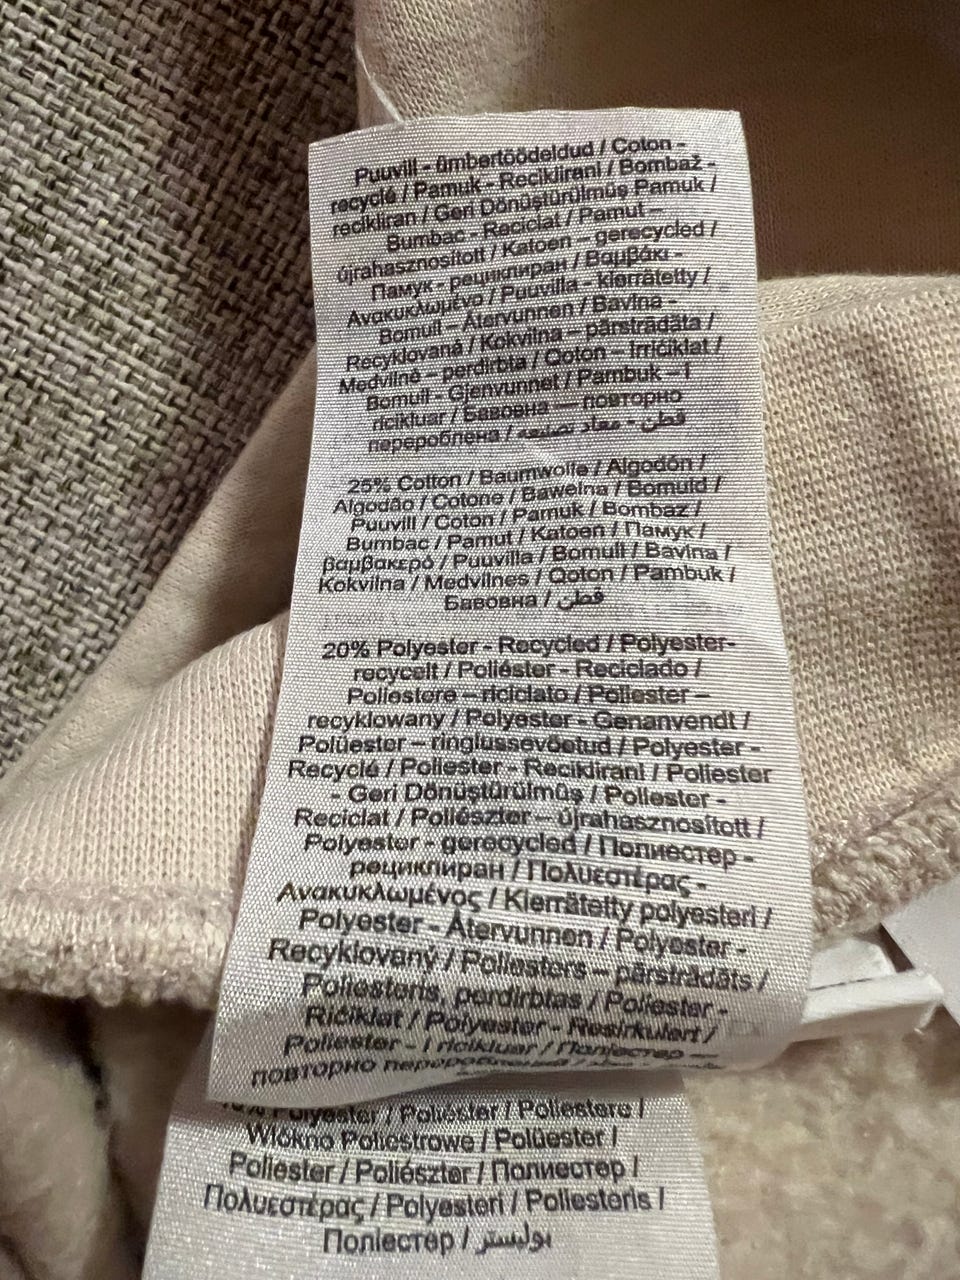 Puuvill - ümbertöödeldud / Coton -
recyclé / Pamuk - Reciklirani / Bombaž -
recikliran / Geri Dönüştürülmüş Pamuk /
Bumbac - Reciclat / Pamut –
újrahasznosított / Katoen – gerecycled /
Памук - рециклиран / Βαμβάκι -
Ανακυκλωμένο / Puuvilla - kierrätetty /
Bomull – Återvunnen / Bavlna -
Recyklovaná / Kokvilna – pārstrādāta /
Medvilnė – perdirbta / Qoton – Irriċiklat /
Bomull - Gjenvunnet / Pambuk – i
ricikluar / Бавовна — повторно
перероблена / قطن - معاد تصنيعه
25% Cotton / Baumwolle / Algodón /
Algodão / Cotone / Bawełna / Bomuld /
Puuvill / Coton / Pamuk / Bombaz /
Bumbac / Pamut / Katoen / Памук /
βαμβακερό / Puuvilla / Bomull / Bavlna /
Kokvilna / Medvilnes / Qoton / Pambuk /
Бавовна / قطن
20% Polyester - Recycled / Polyester-
recycelt / Poliéster - Reciclado /
Poliestere – riciclato / Poliester –
recyklowany / Polyester - Genanvendt /
Polüester – ringlussevõetud / Polyester -
Recyclé / Poliester - Reciklirani / Poliester
- Geri Dönüştürülmüş / Poliester -
Reciclat / Poliészter – újrahasznosított /
Polyester - gerecycled / Полиестер -
рециклиран / Πολυεστέρας -
Ανακυκλωμένος / Kierrätetty polyesteri /
Polyester - Återvunnen / Polyester -
Recyklovaný / Poliesters – pārstrādāts /
Poliesteris, perdirbtas / Poliester -
Riċiklat / Polyester - Resirkulert /
Poliester - I ricikluar / Поліестер —
повторно перероблений /
Polyester / Poliéster / Poliestere /
Włókno Poliestrowe / Polüester /
Poliester / Poliészter / Полиестер /
Πολυεστέρας / Polyesteri / Poliesteris /
Поліестер / بوليستر